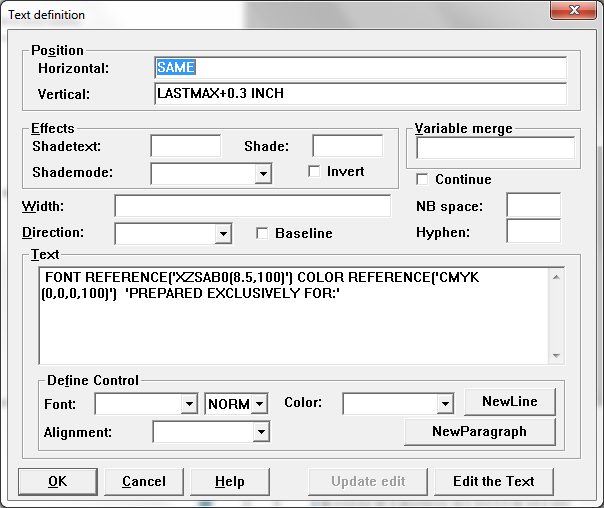 Text definition
Position
Horizontal: SAME
Vertical: LASTMAX+0.3 INCH
Effects
Shadetext: Shade:
Shademode: Invert
Variable merge
Continue
Width: NB space:
Direction: Baseline Hyphen:
Text
FONT REFERENCE('XZSAB0(8.5,100)') COLOR REFERENCE('CMYK
(0,0,0,100)') 'PREPARED EXCLUSIVELY FOR:'
Define Control
Font: NORM Color: NewLine
Alignment: NewParagraph
OK Cancel Help Update edit Edit the Text